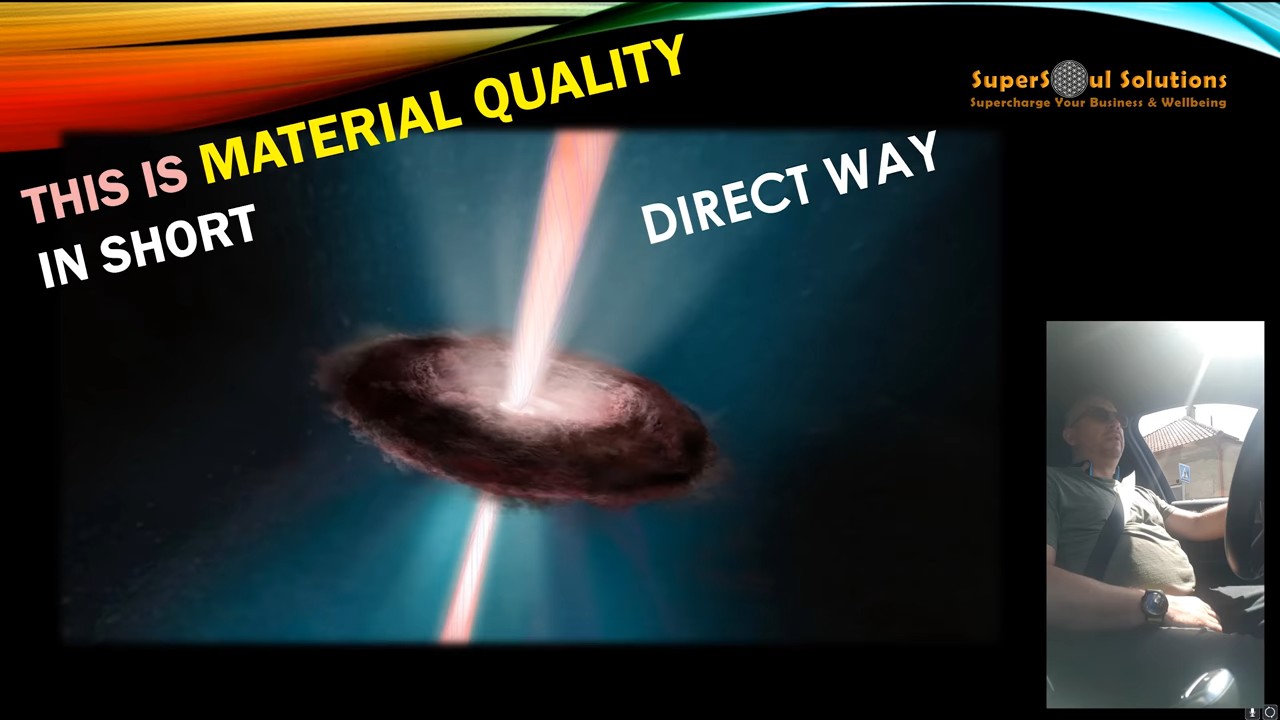 THIS IS MATERIAL QUALITY
IN SHORT
DIRECT WAY
SuperSoul Solutions
Supercharge Your Business & Wellbeing